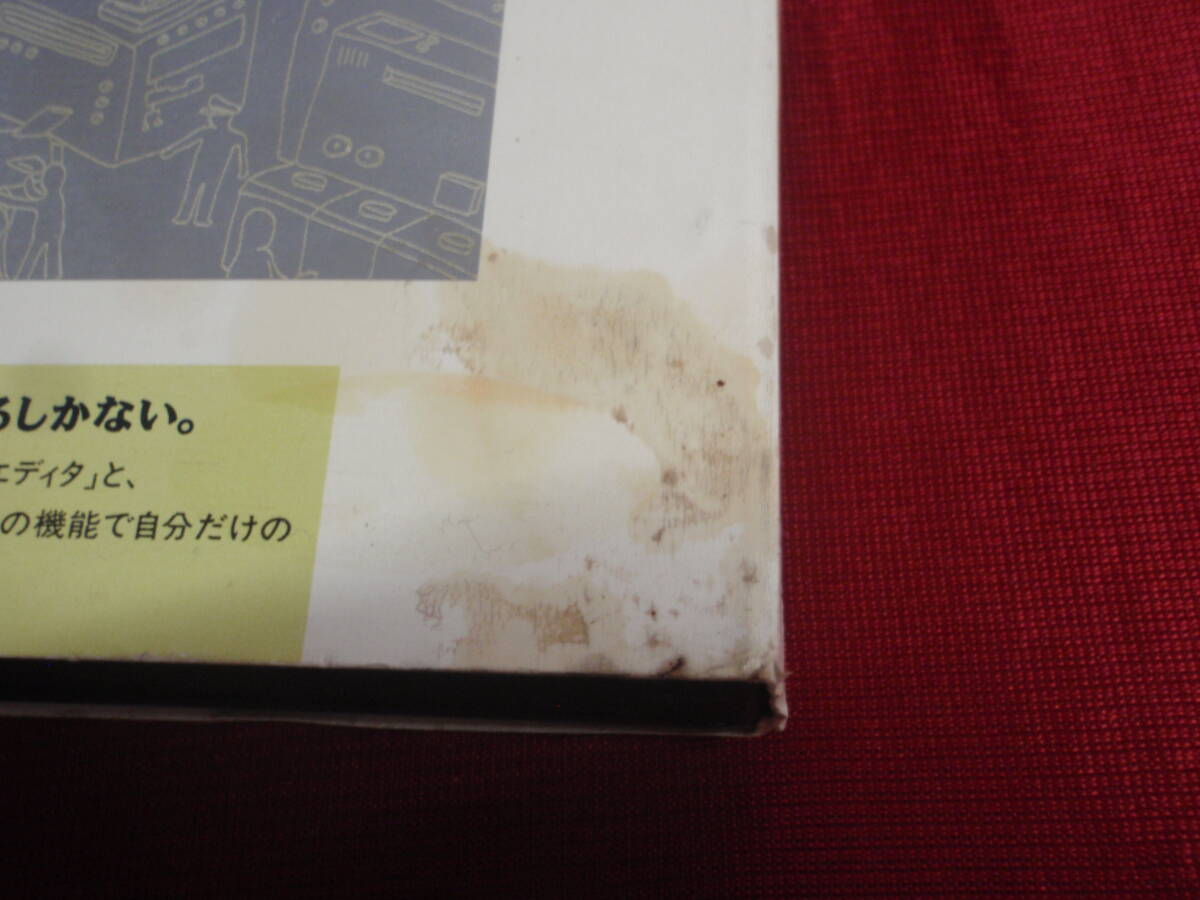 るしかない。
エディタ」と、
の機能で自分だけの